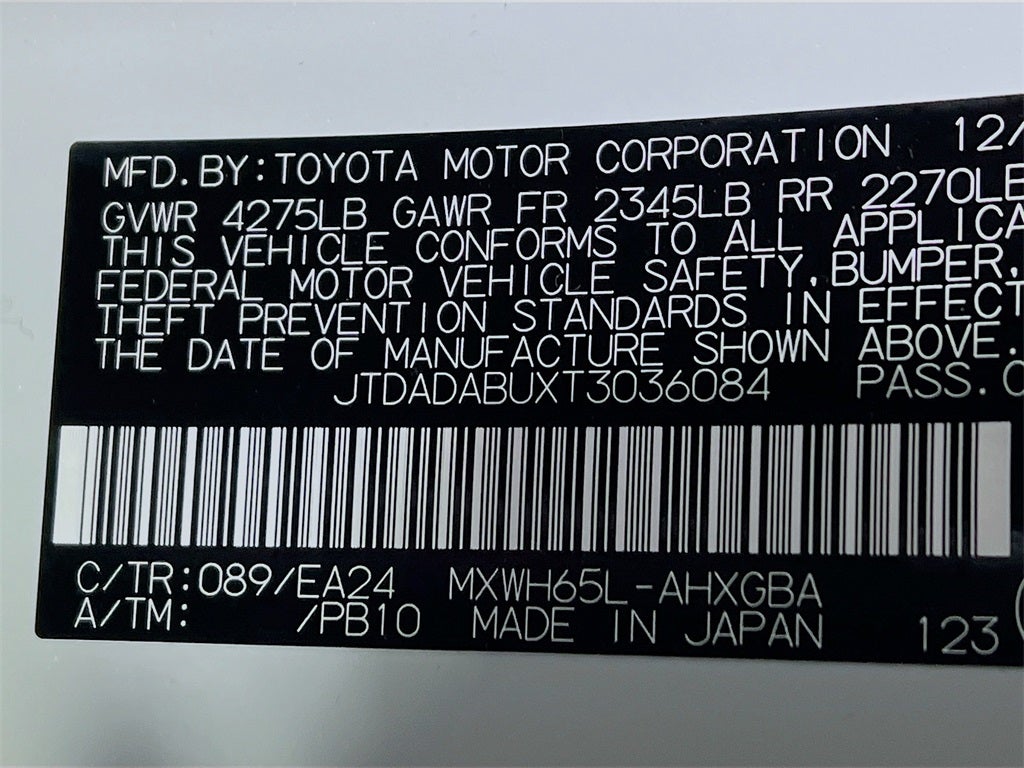 MFD.BY:TOYOTA MOTOR CORPORATION 12/
GVWR 4275LB GAWR FR 2345LB RR 2270LB
THIS VEHICLE CONFORMS TO ALL APPLICA
FEDERAL MOTOR VEHICLE SAFETY,BUMPER,
THEFT PREVENTION STANDARDS IN EFFECT
THE DATE OF MANUFACTURE SHOWN ABOVE.
JTDADABUXT3036084 PASS.C
C/TR:089/EA24 MXWH65L-AHXGBA
A/TM: /PB10 MADE IN JAPAN 123